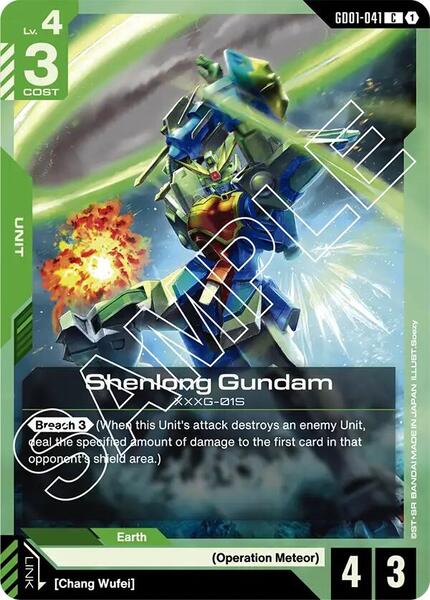 Lv. 4
GD01-041 C 1
3
COST
UNIT
SAMPLE
Shenlong Gundam
XXXG-01S
Breach 3 (When this Unit's attack destroys an enemy Unit,
deal the specified amount of damage to the first card in that
opponent's shield area.)
©ST·SR BANDAI MADE IN JAPAN ILLUST.Soezy
Earth
(Operation Meteor)
LINK
[Chang Wufei]
4 3